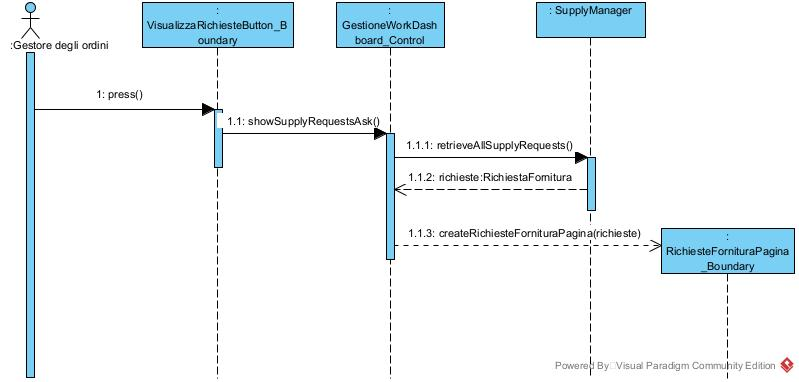 :
VisualizzaRichiesteButton_B
oundary
:
GestioneWorkDash
board_Control
: SupplyManager
:Gestore degli ordini
1: press()
1.1: showSupplyRequestsAsk()
1.1.1: retrieveAllSupplyRequests()
1.1.2: richieste:RichiestaFornitura
1.1.3: createRichiesteFornituraPagina(richieste)
:
RichiesteFornituraPagina
_Boundary
Powered By Visual Paradigm Community Edition